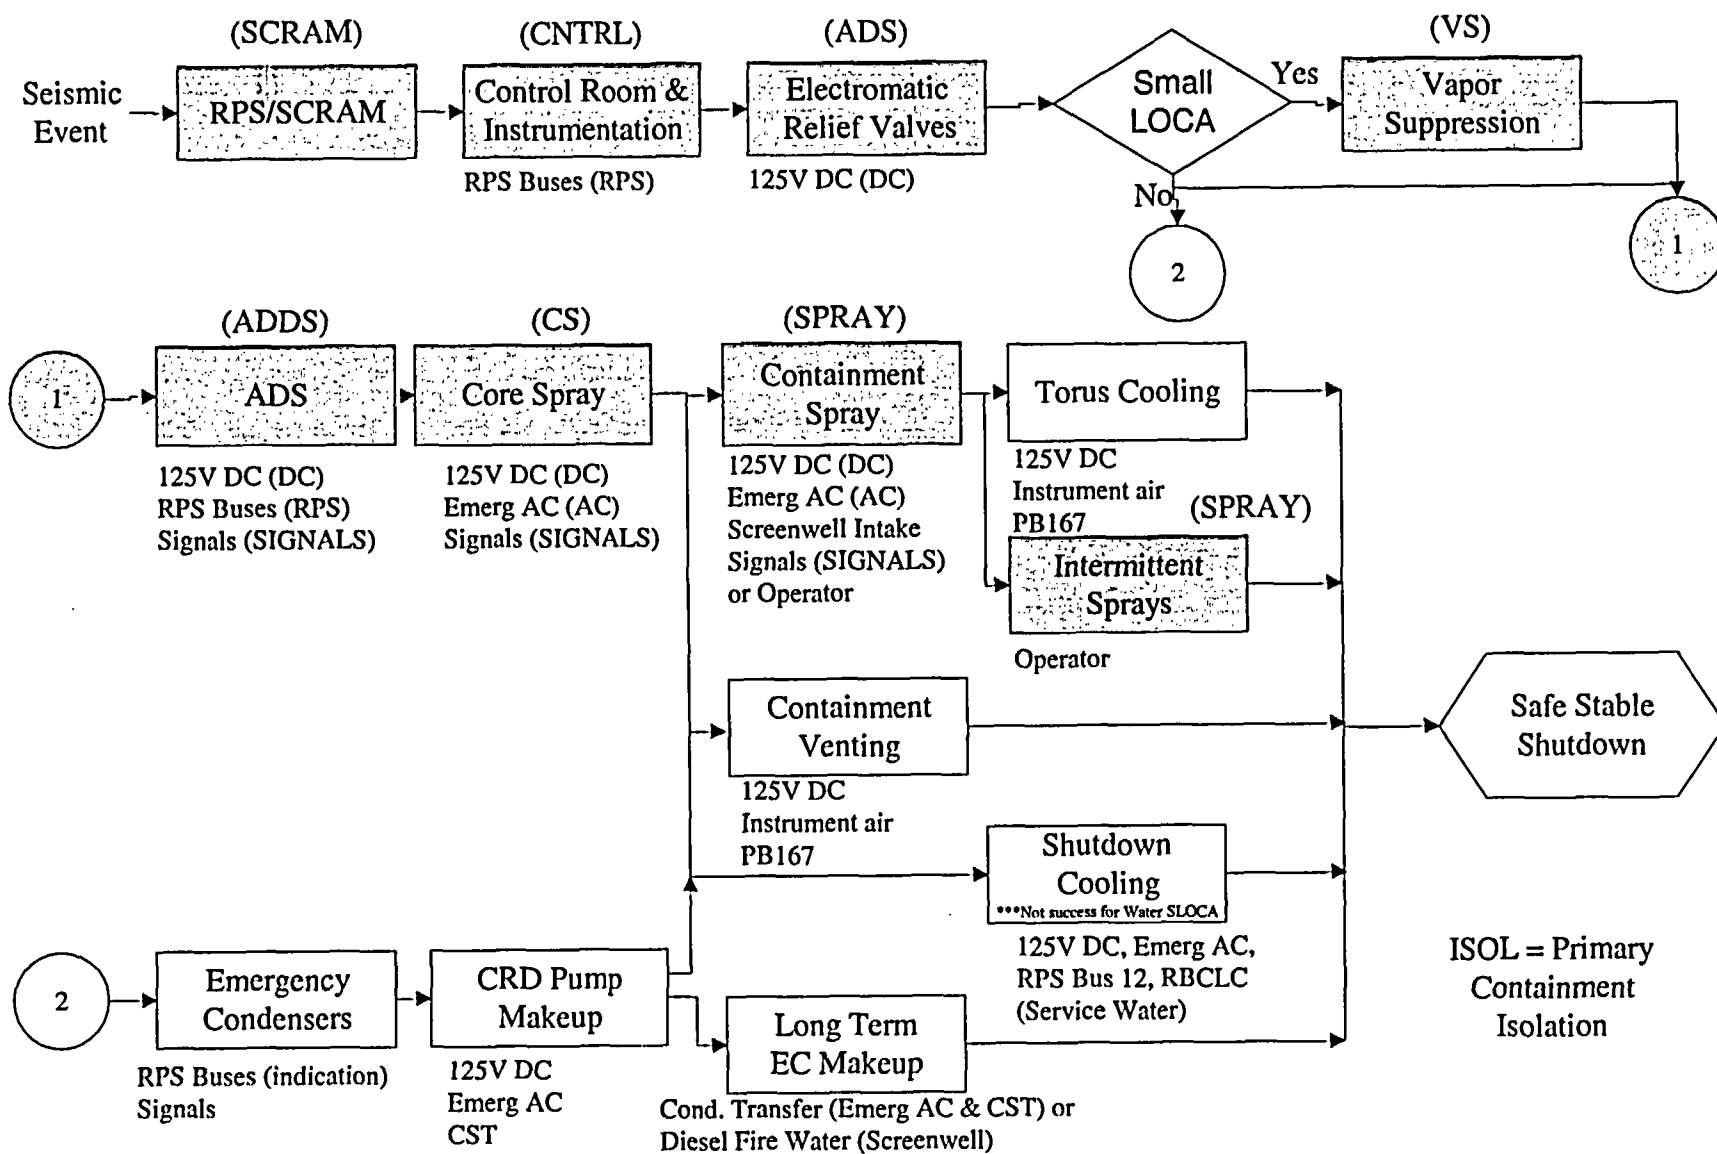 (SCRAM)
(CNTRL)
(ADS)
(VS)
Seismic
Event
RPS/SCRAM
Control Room &
Instrumentation
RPS Buses (RPS)
Electromatic
Relief Valves
125V DC (DC)
Small
LOCA
Yes
No
Vapor
Suppression
2
1
(ADDS)
(CS)
(SPRAY)
1
ADS
125V DC (DC)
RPS Buses (RPS)
Signals (SIGNALS)
Core Spray
125V DC (DC)
Emerg AC (AC)
Signals (SIGNALS)
Containment
Spray
125V DC (DC)
Emerg AC (AC)
Screenwell Intake
Signals (SIGNALS)
or Operator
Torus Cooling
125V DC
Instrument air
PB167
(SPRAY)
Intermittent
Sprays
Operator
Containment
Venting
125V DC
Instrument air
PB167
Safe Stable
Shutdown
Shutdown
Cooling
***Not success for Water SLOCA
125V DC, Emerg AC,
RPS Bus 12, RBCLC
(Service Water)
2
Emergency
Condensers
RPS Buses (indication)
Signals
CRD Pump
Makeup
125V DC
Emerg AC
CST
Long Term
EC Makeup
Cond. Transfer (Emerg AC & CST) or
Diesel Fire Water (Screenwell)
ISOL = Primary
Containment
Isolation